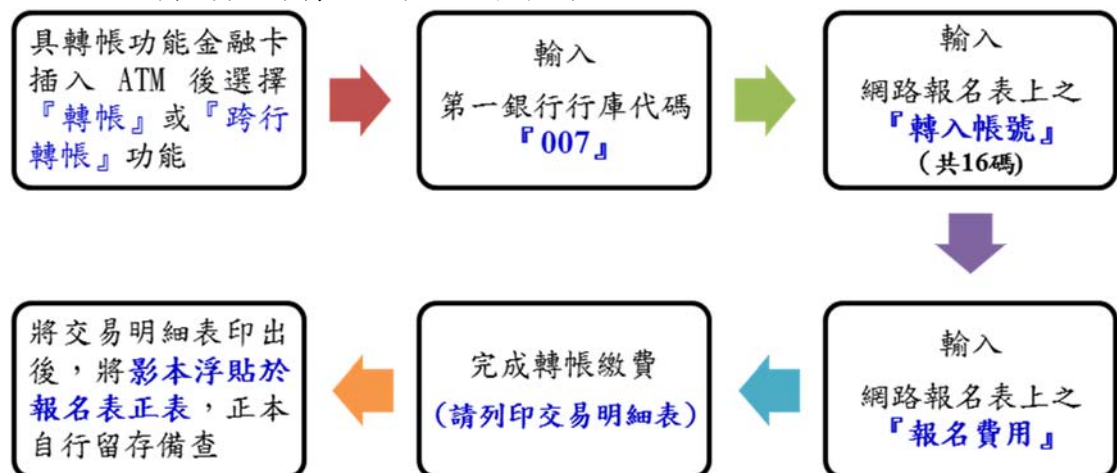 具轉帳功能金融卡
插入 ATM 後選擇
『轉帳』或『跨行
轉帳』功能
輸入
第一銀行行庫代碼
『007』
輸入
網路報名表上之
『轉入帳號』
(共16碼)
輸入
網路報名表上之
『報名費用』
完成轉帳繳費
(請列印交易明細表)
將交易明細表印出
後，將影本浮貼於
報名表正表，正本
自行留存備查